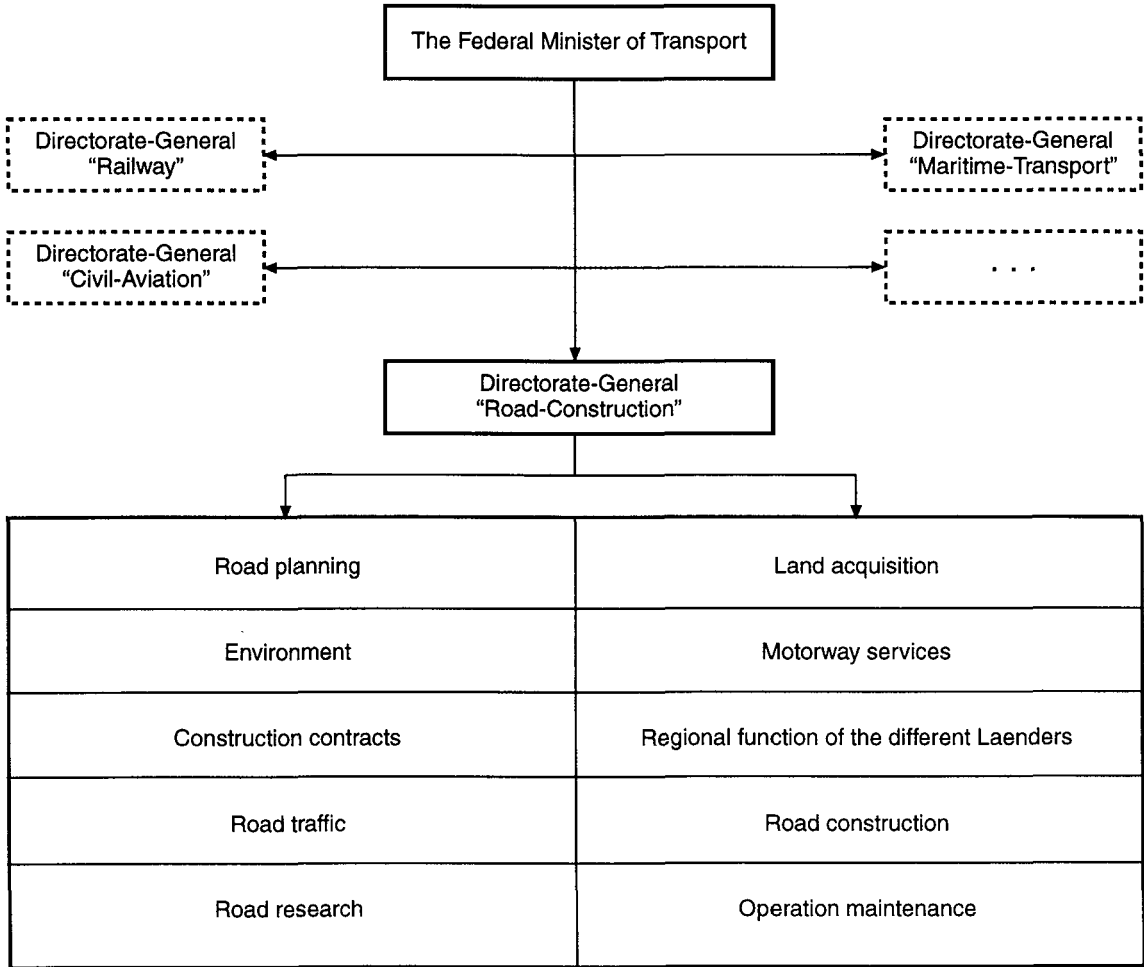 The Federal Minister of Transport
Directorate-General
“Railway”
Directorate-General
“Maritime-Transport”
Directorate-General
“Civil-Aviation”
. . .
Directorate-General
“Road-Construction”
Road planning
Land acquisition
Environment
Motorway services
Construction contracts
Regional function of the different Laenders
Road traffic
Road construction
Road research
Operation maintenance